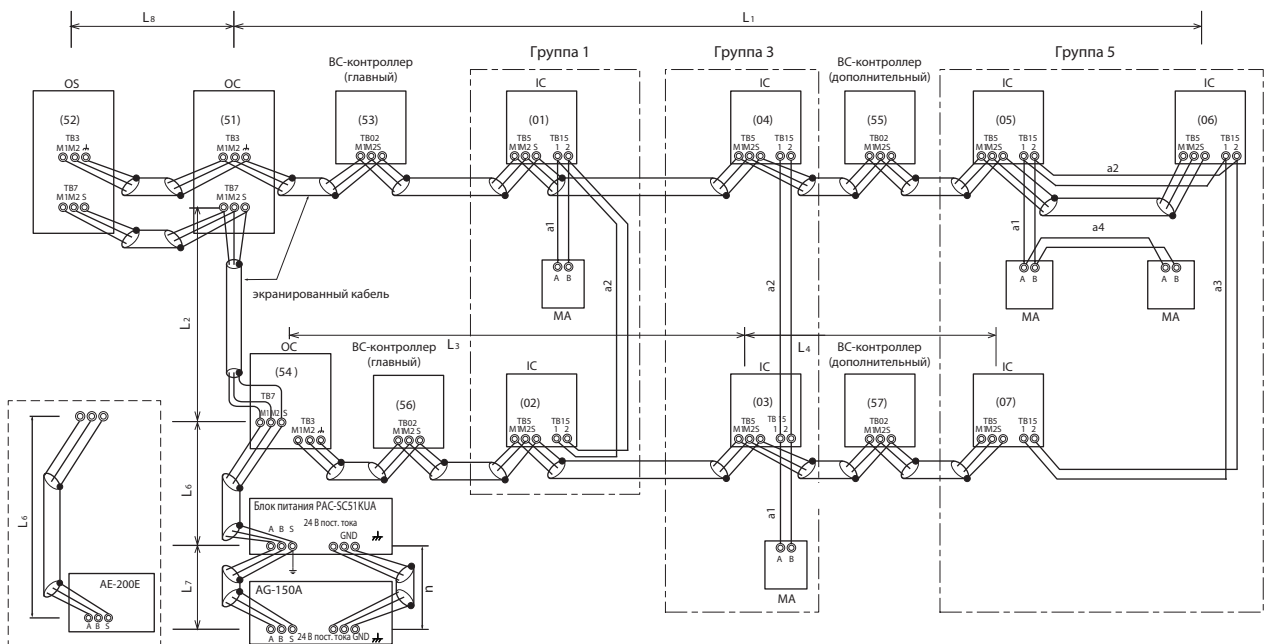 L8
L1
Группа 1
Группа 3
Группа 5
OS
OC
BC-контроллер
(главный)
IC
IC
BC-контроллер
(дополнительный)
IC
IC
(52)
(51)
(53)
(01)
(04)
(55)
(05)
(06)
TB3
M1M2
TB3
M1M2
TB02
M1M2S
TB5
M1M2 S
TB15
1 2
TB5
M1M2S
TB15
1 2
TB02
M1M2S
TB5
M1M2S
TB15
1 2
TB5
M1M2S
TB15
1 2
TB7
M1M2 S
TB7
M1M2 S
a2
a1
a2
a2
a1
a4
a3
A B
MA
A B
MA
A B
MA
экранированный кабель
L2
L3
L4
OC
BC-контроллер
(главный)
IC
IC
BC-контроллер
(дополнительный)
IC
(54 )
(56)
(02)
(03)
(57)
(07)
TB7
M1M2 S
TB3
M1M2
TB02
M1M2 S
TB5
M1M2 S
TB15
1 2
TB5
M1M2S
TB 15
1 2
TB02
M1M2S
TB5
M1M2S
TB15
1 2
L6
L6
Блок питания PAC-SC51KUA
24 В пост. тока
A B S
GND
a1
A B
MA
L7
n
AE-200E
A B S
AG-150A
A B S
24 В пост. тока GND